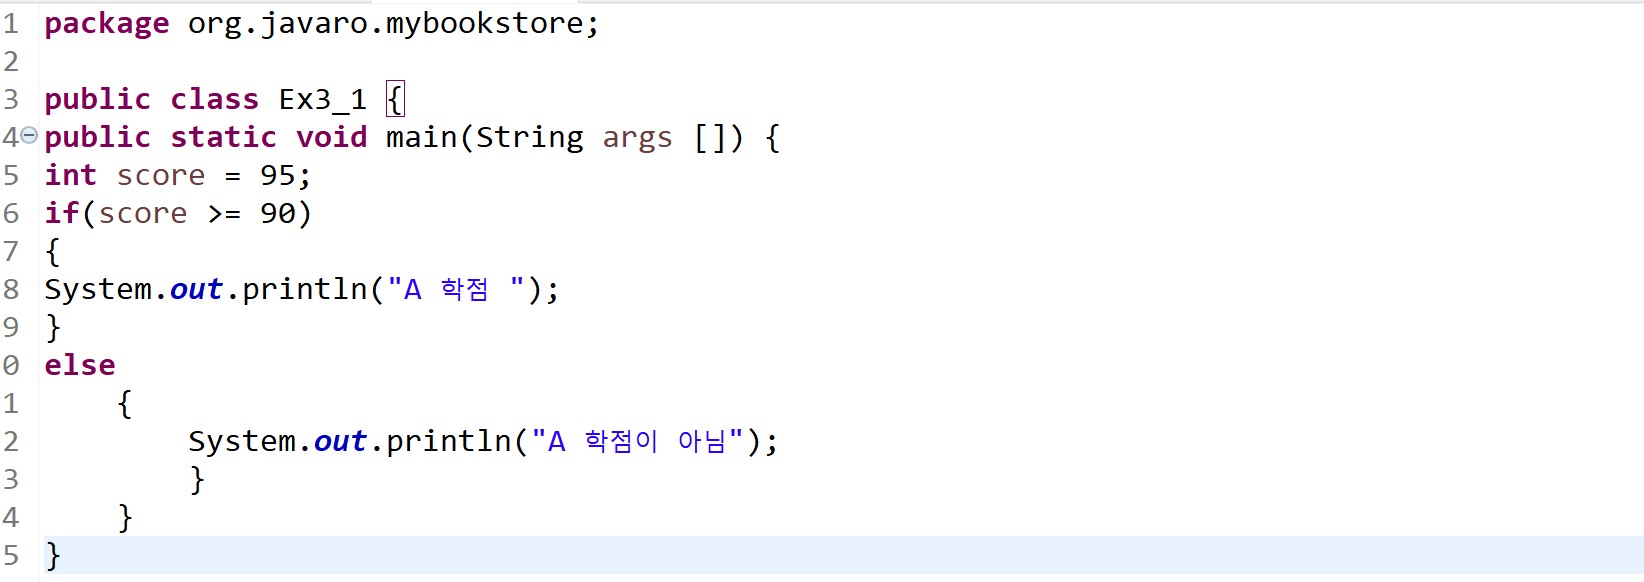 1 package org.javaro.mybookstore;
2
3 public class Ex3_1 {
4 public static void main(String args []) {
5 int score = 95;
6 if(score >= 90)
7 {
8 System.out.println("A 학점 ");
9 }
0 else
1     {
2         System.out.println("A 학점이 아님");
3         }
4     }
5 }